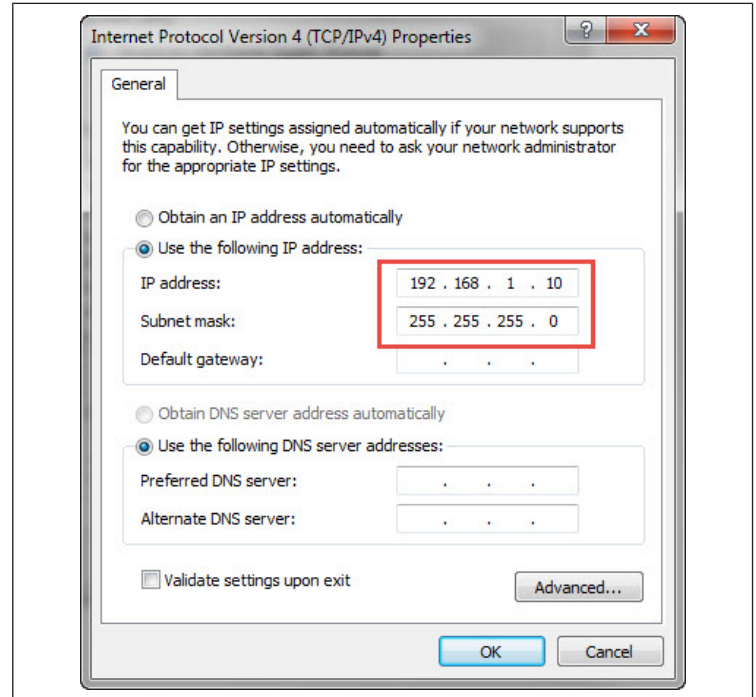 Internet Protocol Version 4 (TCP/IPv4) Properties
General
You can get IP settings assigned automatically if your network supports
this capability. Otherwise, you need to ask your network administrator
for the appropriate IP settings.
Obtain an IP address automatically
Use the following IP address:
IP address: 192 . 168 . 1 . 10
Subnet mask: 255 . 255 . 255 . 0
Default gateway: . . .
Obtain DNS server address automatically
Use the following DNS server addresses:
Preferred DNS server: . . .
Alternate DNS server: . . .
Validate settings upon exit
Advanced...
OK Cancel